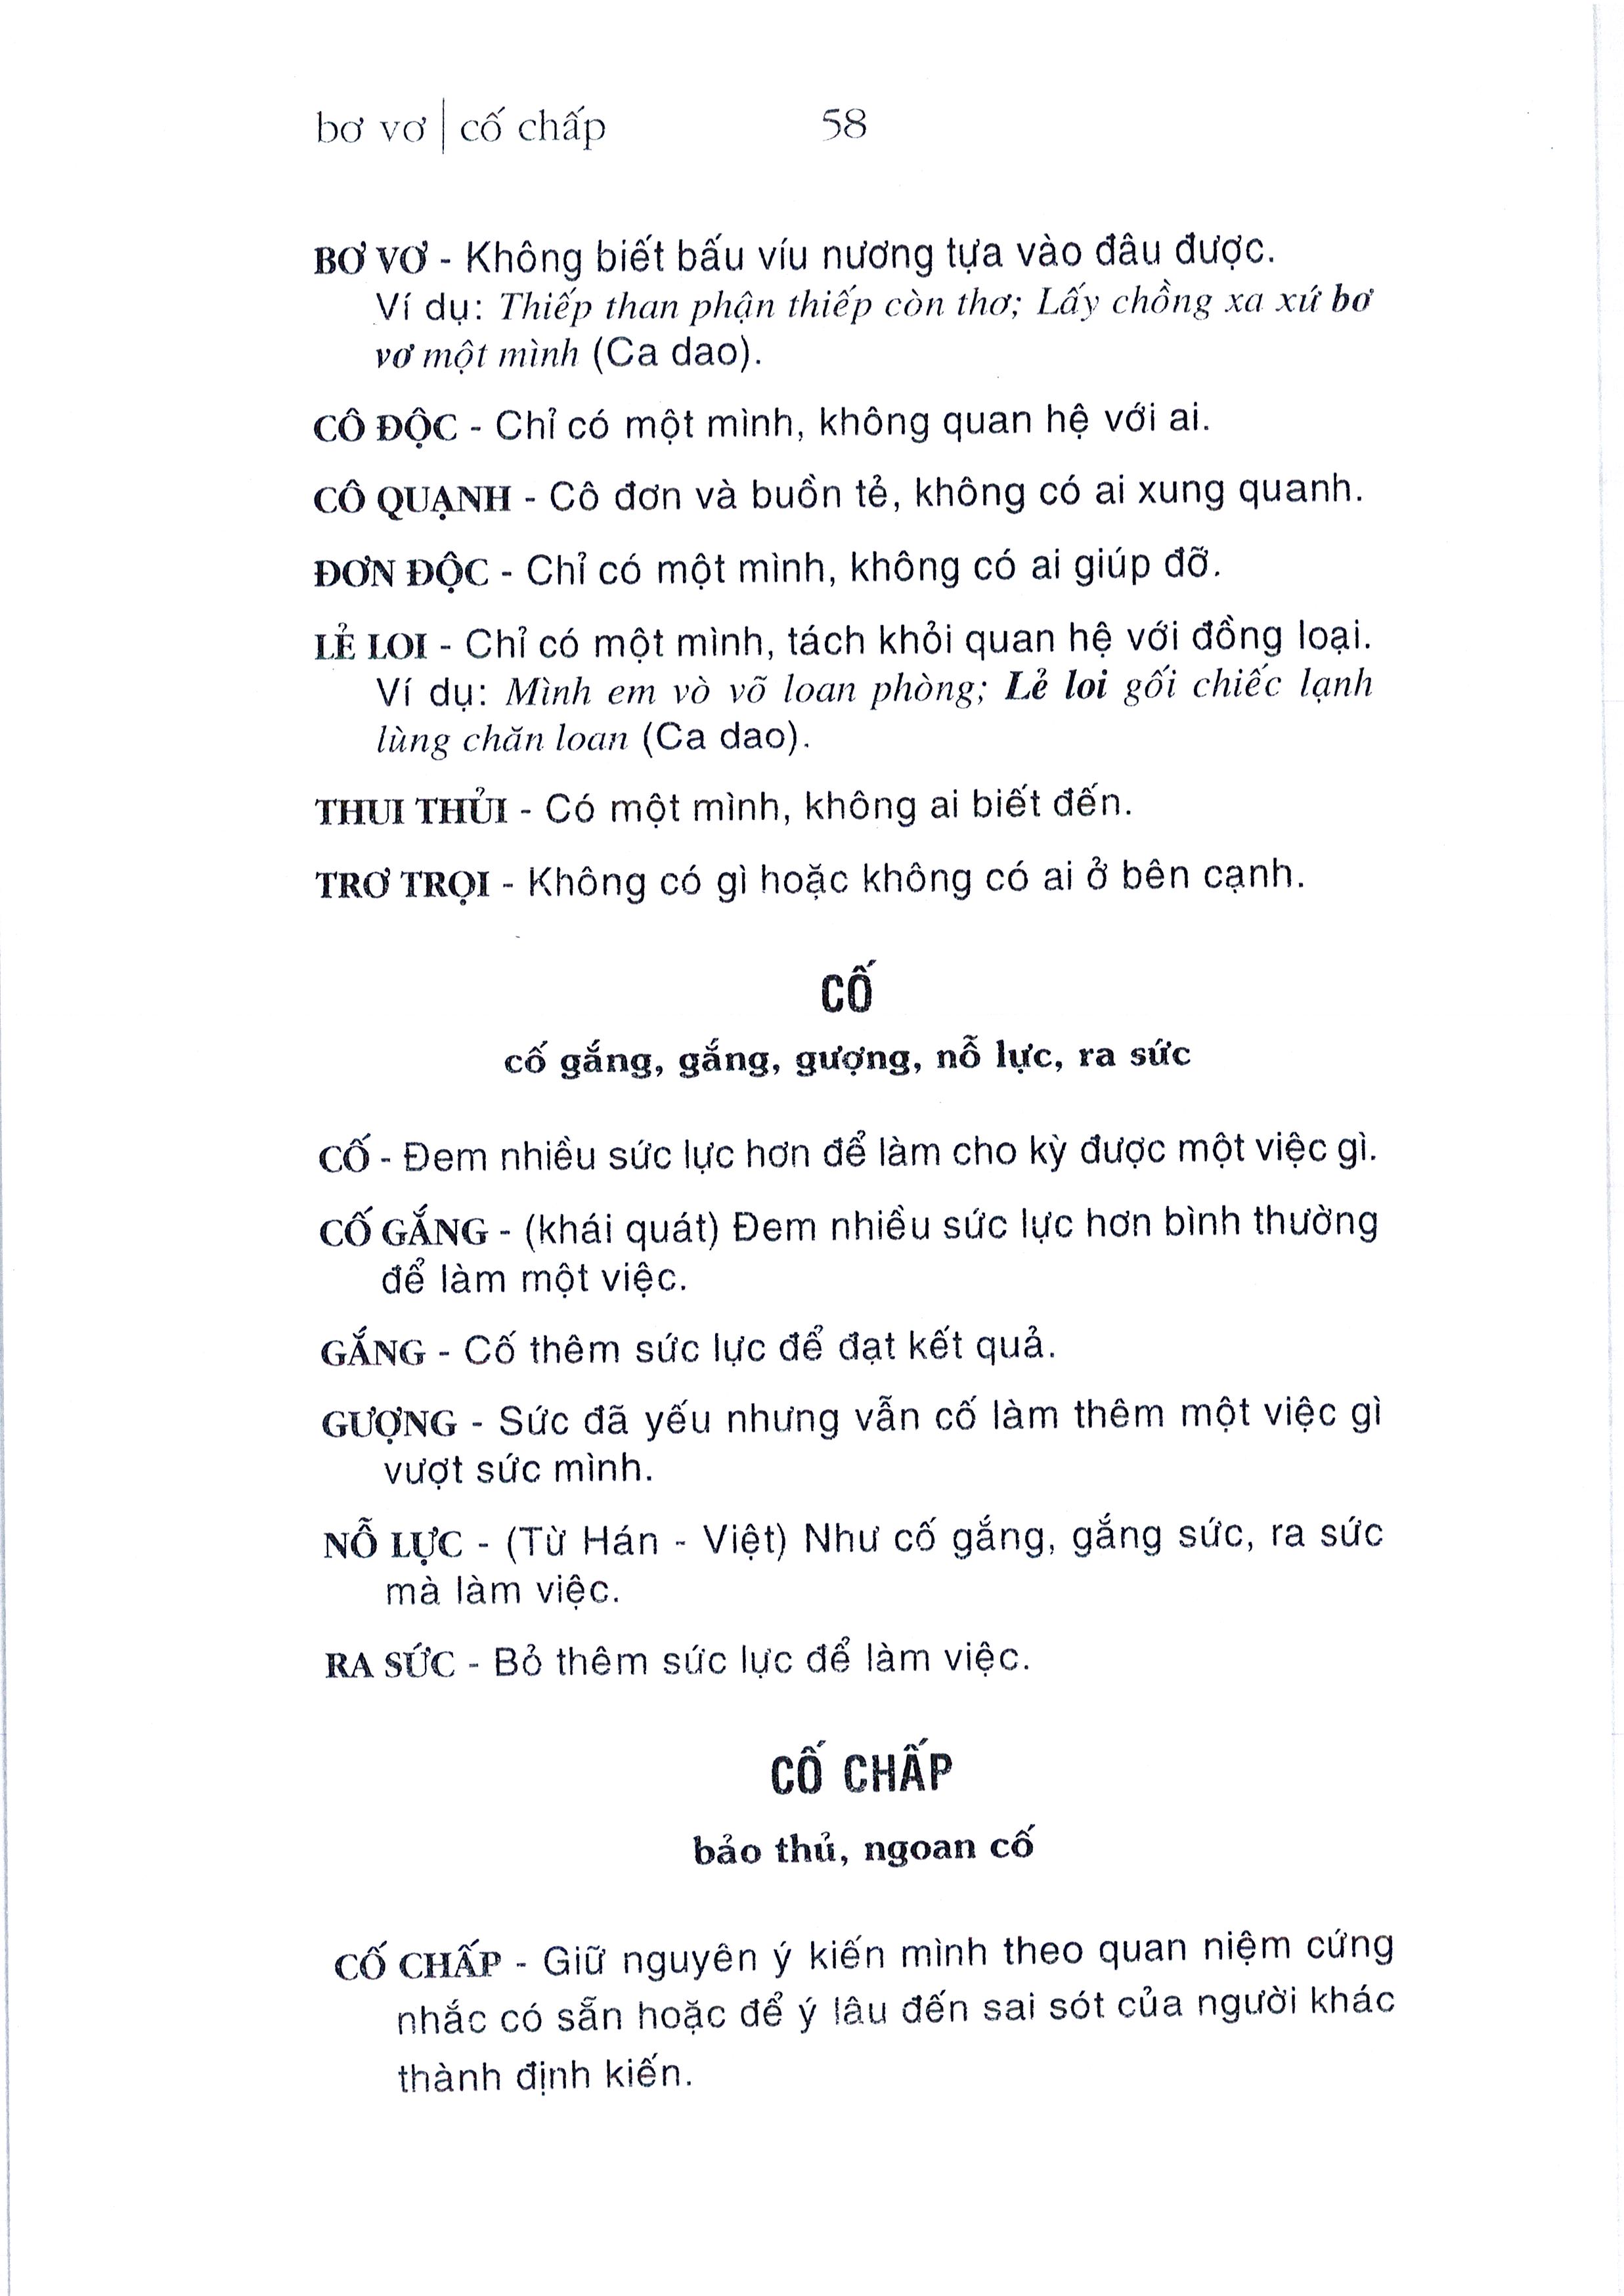 bơ vơ | cố chấp 58
BƠ VƠ - Không biết bấu víu nương tựa vào đâu được.
Ví dụ: Thiếp than phận thiếp còn thơ; Lấy chồng xa xứ bơ
vơ một mình (Ca dao).
CÔ ĐỘC - Chỉ có một mình, không quan hệ với ai.
CÔ QUẠNH - Cô đơn và buồn tẻ, không có ai xung quanh.
ĐƠN ĐỘC - Chỉ có một mình, không có ai giúp đỡ.
LẺ LOI - Chỉ có một mình, tách khỏi quan hệ với đồng loại.
Ví dụ: Mình em vò võ loan phòng; Lẻ loi gối chiếc lạnh
lùng chăn loan (Ca dao).
THUI THỦI - Có một mình, không ai biết đến.
TRƠ TRỌI - Không có gì hoặc không có ai ở bên cạnh.
CỐ
cố gắng, gắng, gượng, nỗ lực, ra sức
CỐ - Đem nhiều sức lực hơn để làm cho kỳ được một việc gì.
CỐ GẮNG - (khái quát) Đem nhiều sức lực hơn bình thường
để làm một việc.
GẮNG - Cố thêm sức lực để đạt kết quả.
GƯỢNG - Sức đã yếu nhưng vẫn cố làm thêm một việc gì
vượt sức mình.
NỖ LỰC - (Từ Hán - Việt) Như cố gắng, gắng sức, ra sức
mà làm việc.
RA SỨC - Bỏ thêm sức lực để làm việc.
CỐ CHẤP
bảo thủ, ngoan cố
CỐ CHẤP - Giữ nguyên ý kiến mình theo quan niệm cứng
nhắc có sẵn hoặc để ý lâu đến sai sót của người khác
thành định kiến.